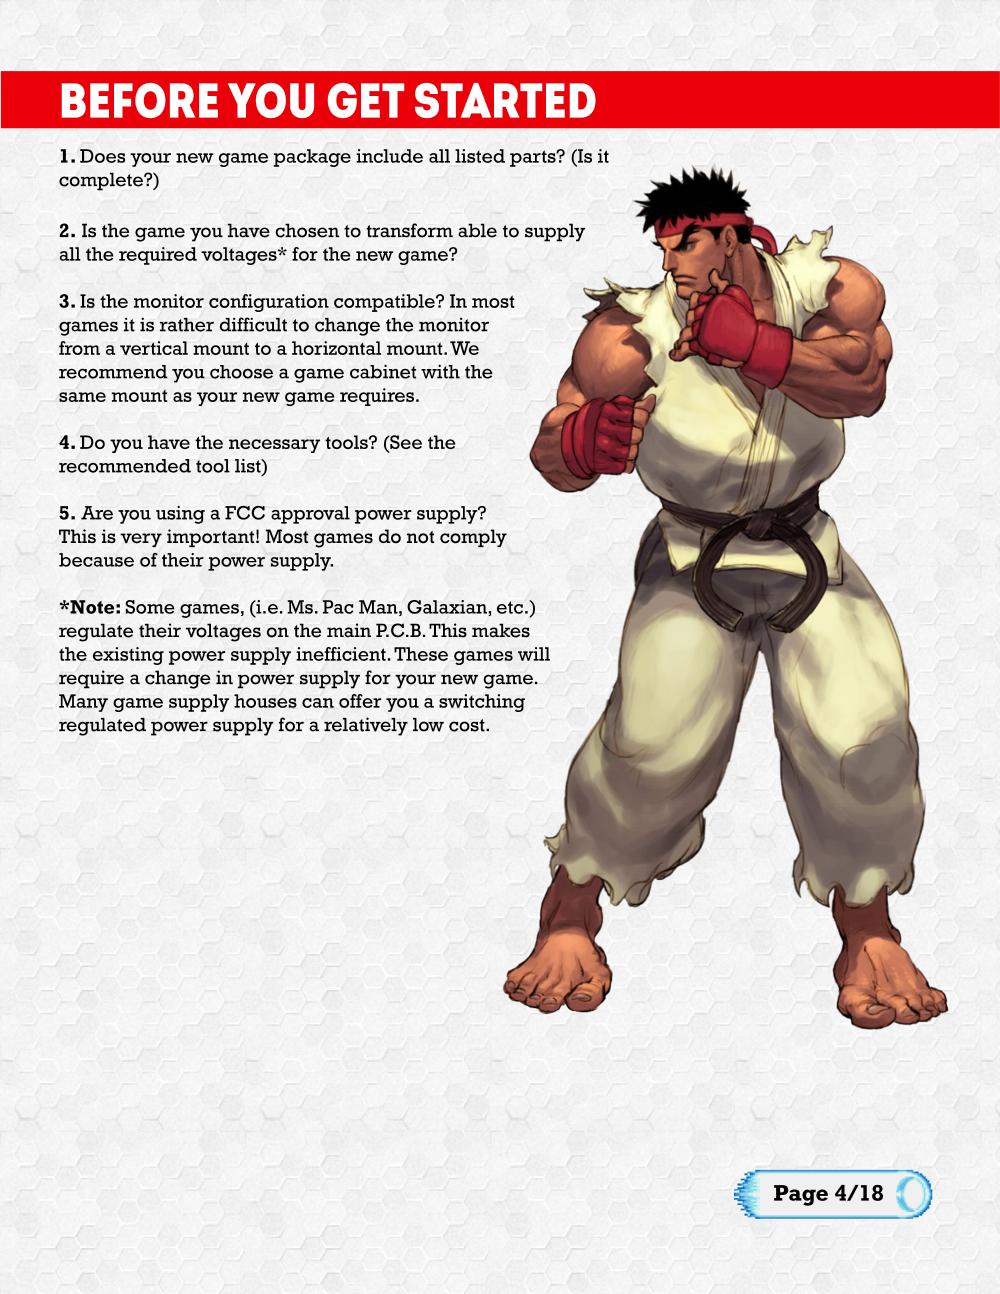 BEFORE YOU GET STARTED
1. Does your new game package include all listed parts? (Is it
complete?)
2. Is the game you have chosen to transform able to supply
all the required voltages* for the new game?
3. Is the monitor configuration compatible? In most
games it is rather difficult to change the monitor
from a vertical mount to a horizontal mount. We
recommend you choose a game cabinet with the
same mount as your new game requires.
4. Do you have the necessary tools? (See the
recommended tool list)
5. Are you using a FCC approval power supply?
This is very important! Most games do not comply
because of their power supply.
*Note: Some games, (i.e. Ms. Pac Man, Galaxian, etc.)
regulate their voltages on the main P.C.B. This makes
the existing power supply inefficient. These games will
require a change in power supply for your new game.
Many game supply houses can offer you a switching
regulated power supply for a relatively low cost.
Page 4/18